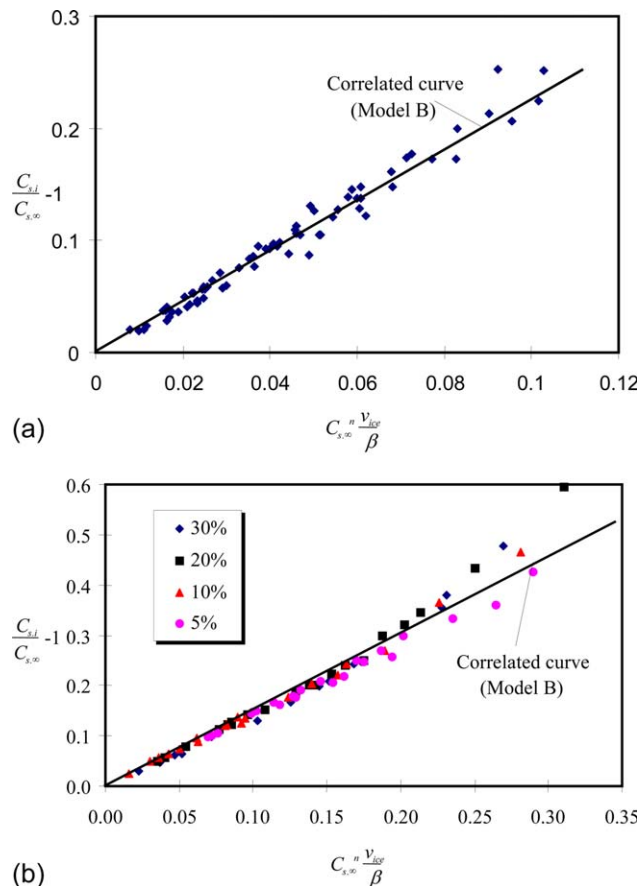 0.3
0.2
0.1
0
Correlated curve
(Model B)
C_{s,i}
C_{s,∞}
-1
0 0.02 0.04 0.06 0.08 0.1 0.12
(a)
C_{s,∞}^n v_{ice}
β
0.6
0.5
0.4
0.3
0.2
0.1
0.0
30%
20%
10%
5%
C_{s,i}
C_{s,∞}
-1
Correlated curve
(Model B)
0.00 0.05 0.10 0.15 0.20 0.25 0.30 0.35
(b)
C_{s,∞}^n v_{ice}
β